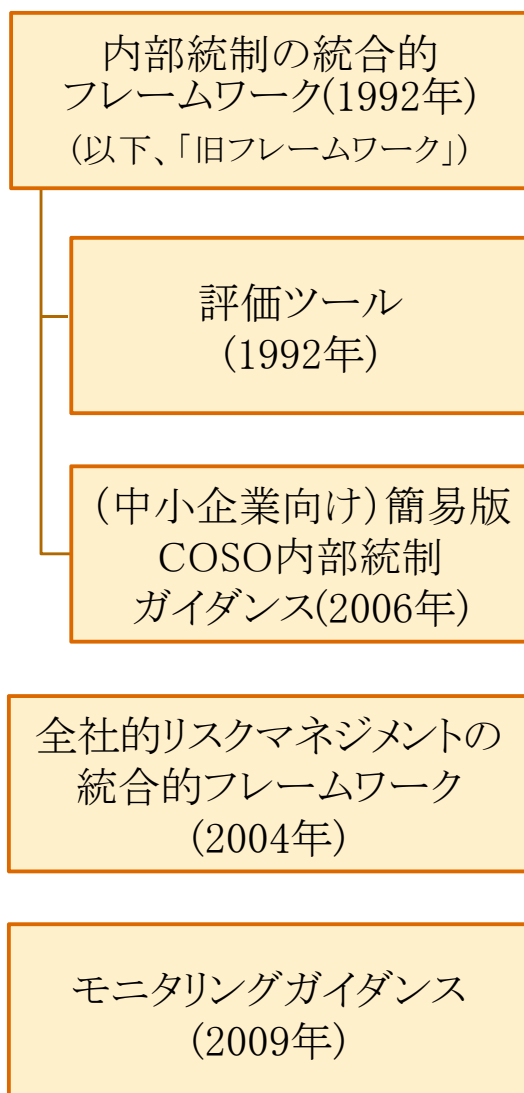 内部統制の統合的
フレームワーク(1992年)
(以下、「旧フレームワーク」)
評価ツール
(1992年)
(中小企業向け)簡易版
COSO内部統制
ガイダンス(2006年)
全社的リスクマネジメントの
統合的フレームワーク
(2004年)
モニタリングガイダンス
(2009年)